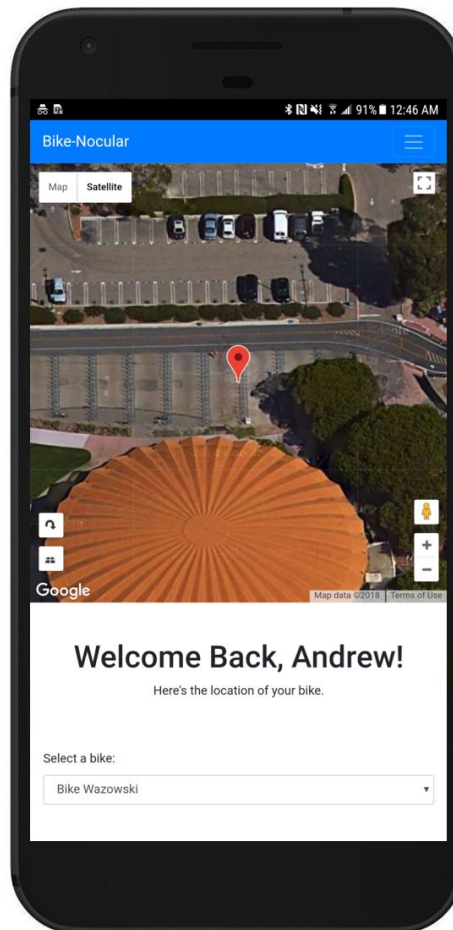 91% 12:46 AM
Bike-Nocular
Map Satellite
Google
Map data ©2018 Terms of Use
Welcome Back, Andrew!
Here's the location of your bike.
Select a bike:
Bike Wazowski